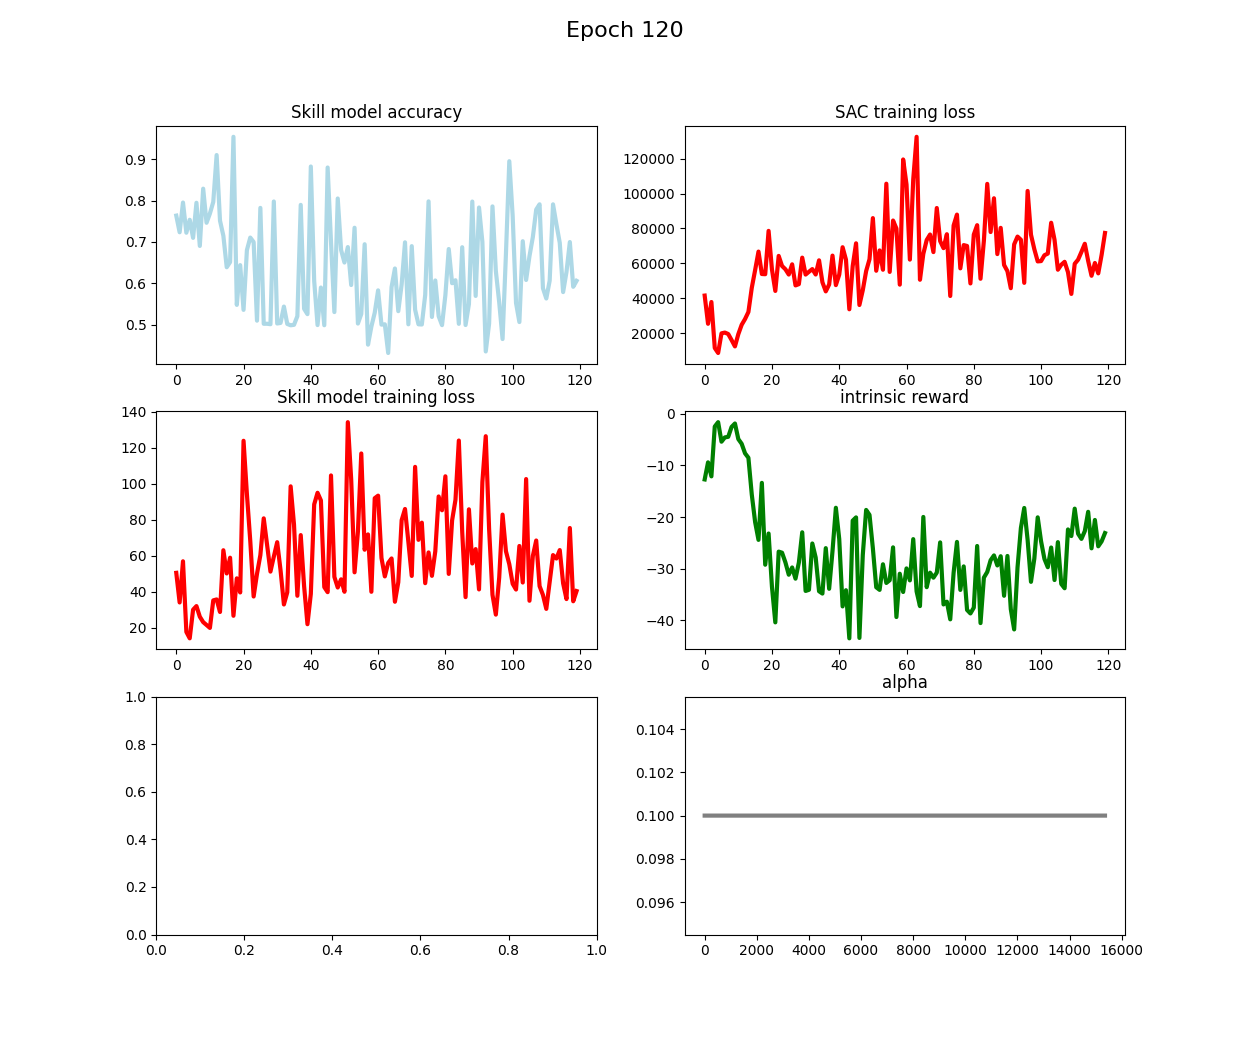 Epoch 120
Skill model accuracy
0.9
0.8
0.7
0.6
0.5
0 20 40 60 80 100 120
SAC training loss
120000
100000
80000
60000
40000
20000
0 20 40 60 80 100 120
Skill model training loss
140
120
100
80
60
40
20
0 20 40 60 80 100 120
intrinsic reward
0
−10
−20
−30
−40
0 20 40 60 80 100 120
1.0
0.8
0.6
0.4
0.2
0.0
0.0 0.2 0.4 0.6 0.8 1.0
alpha
0.104
0.102
0.100
0.098
0.096
0 2000 4000 6000 8000 10000 12000 14000 16000